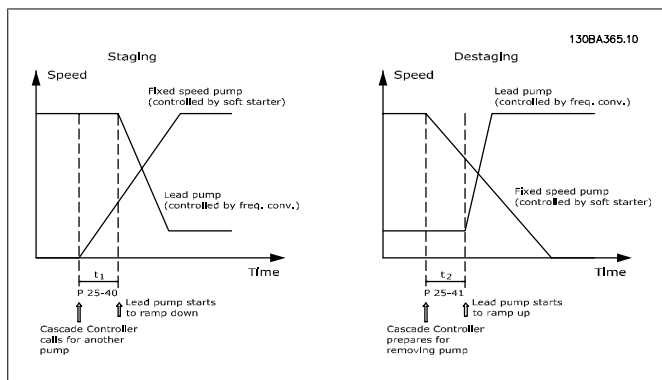 130BA365.10
Staging
Speed
Fixed speed pump
(controlled by soft starter)
Lead pump
(controlled by freq. conv.)
Time
t1
P 25-40
Lead pump starts
to ramp down
Cascade Controller
calls for another
pump
Destaging
Speed
Lead pump
(controlled by freq. conv.)
Fixed speed pump
(controlled by soft starter)
Time
t2
P 25-41
Lead pump starts
to ramp up
Cascade Controller
prepares for
removing pump